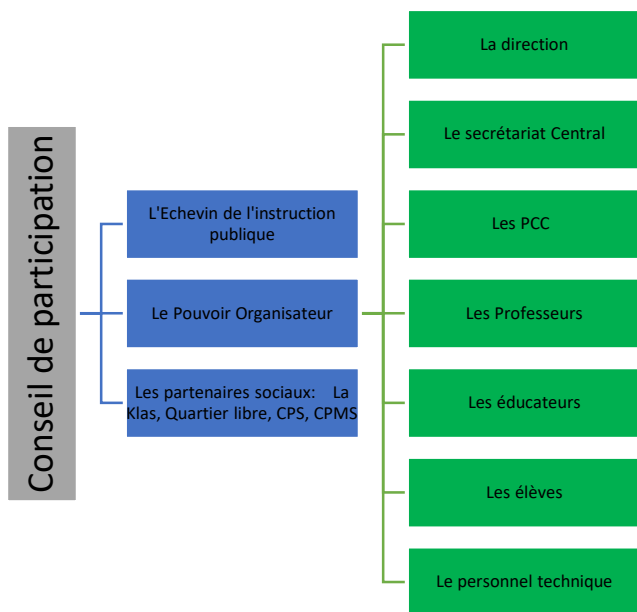 Conseil de participation
L'Echevin de l'instruction
publique
Le Pouvoir Organisateur
Les partenaires sociaux: La
Klas, Quartier libre, CPS, CPMS
La direction
Le secrétariat Central
Les PCC
Les Professeurs
Les éducateurs
Les élèves
Le personnel technique